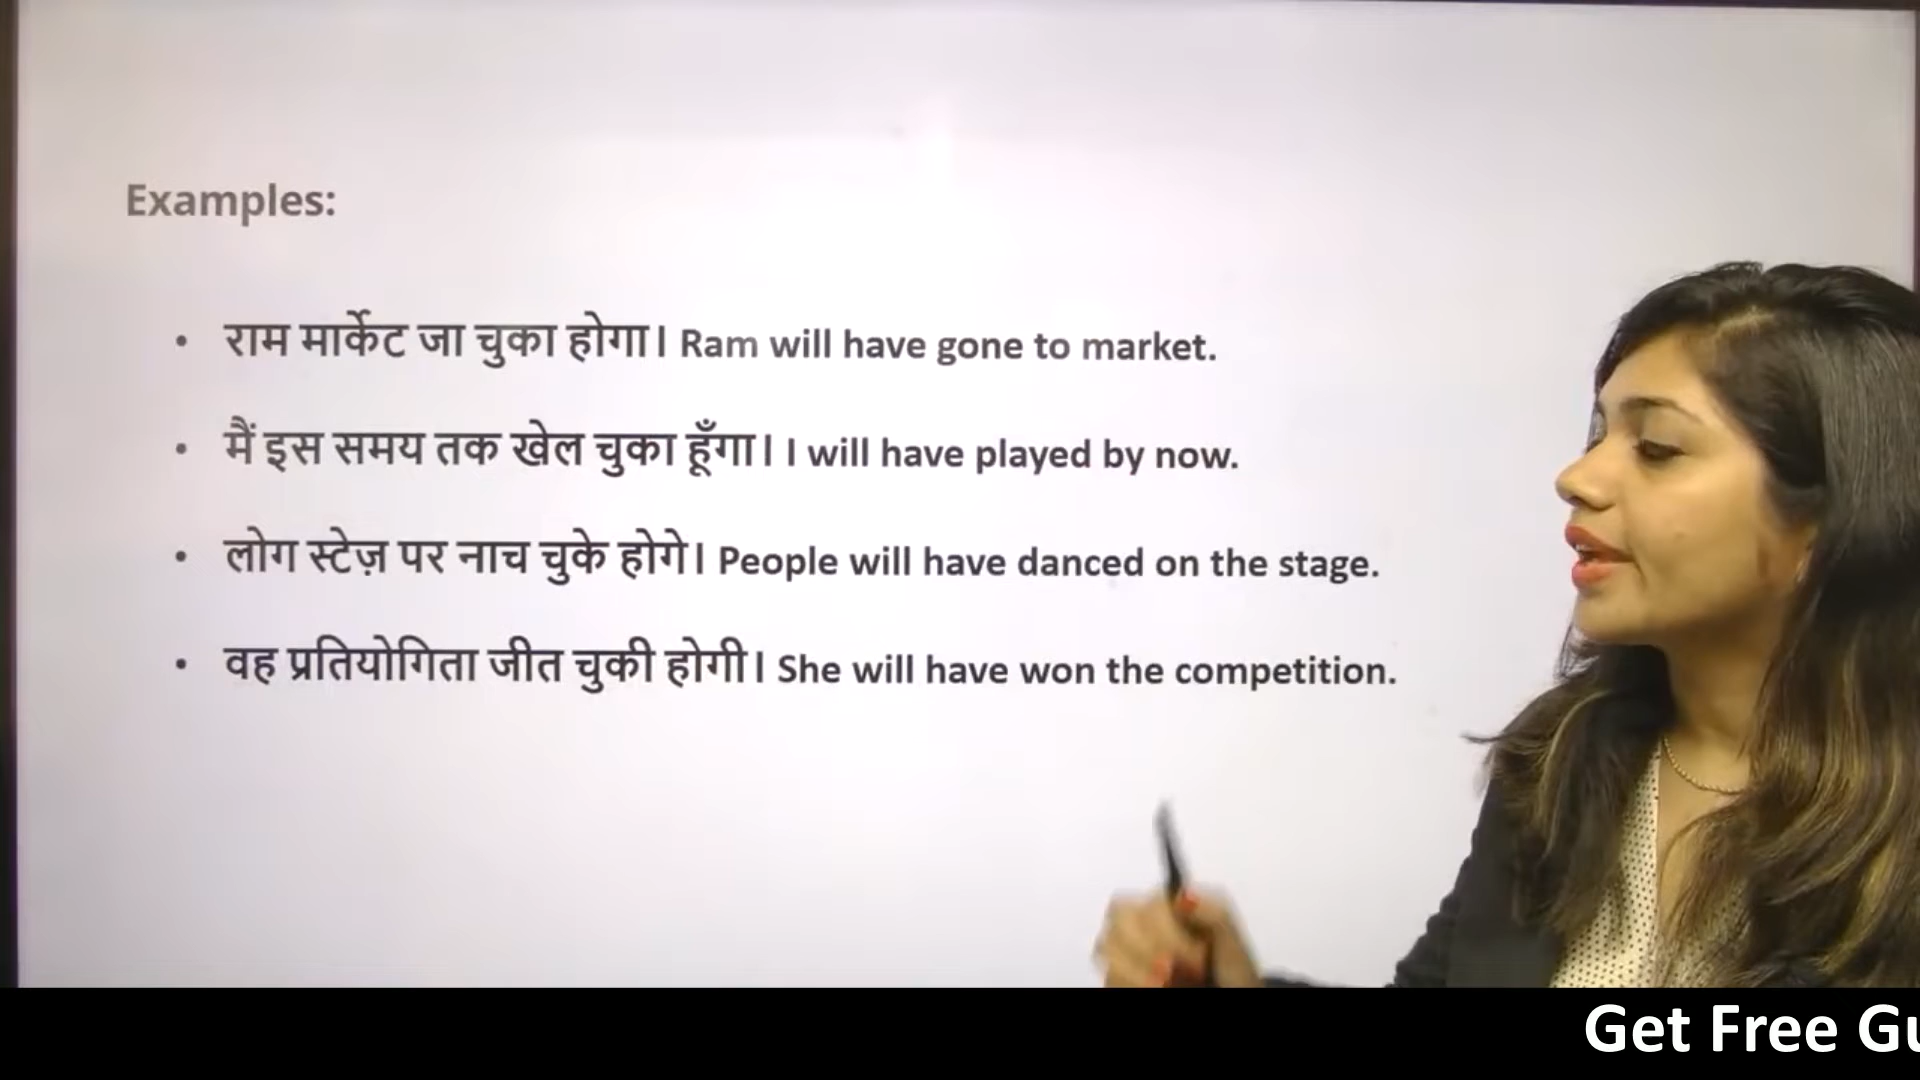 Examples:
• राम मार्केट जा चुका होगा। Ram will have gone to market.
• मैं इस समय तक खेल चुका हूँगा। I will have played by now.
• लोग स्टेज़ पर नाच चुके होगे। People will have danced on the stage.
• वह प्रतियोगिता जीत चुकी होगी। She will have won the competition.
Get Free